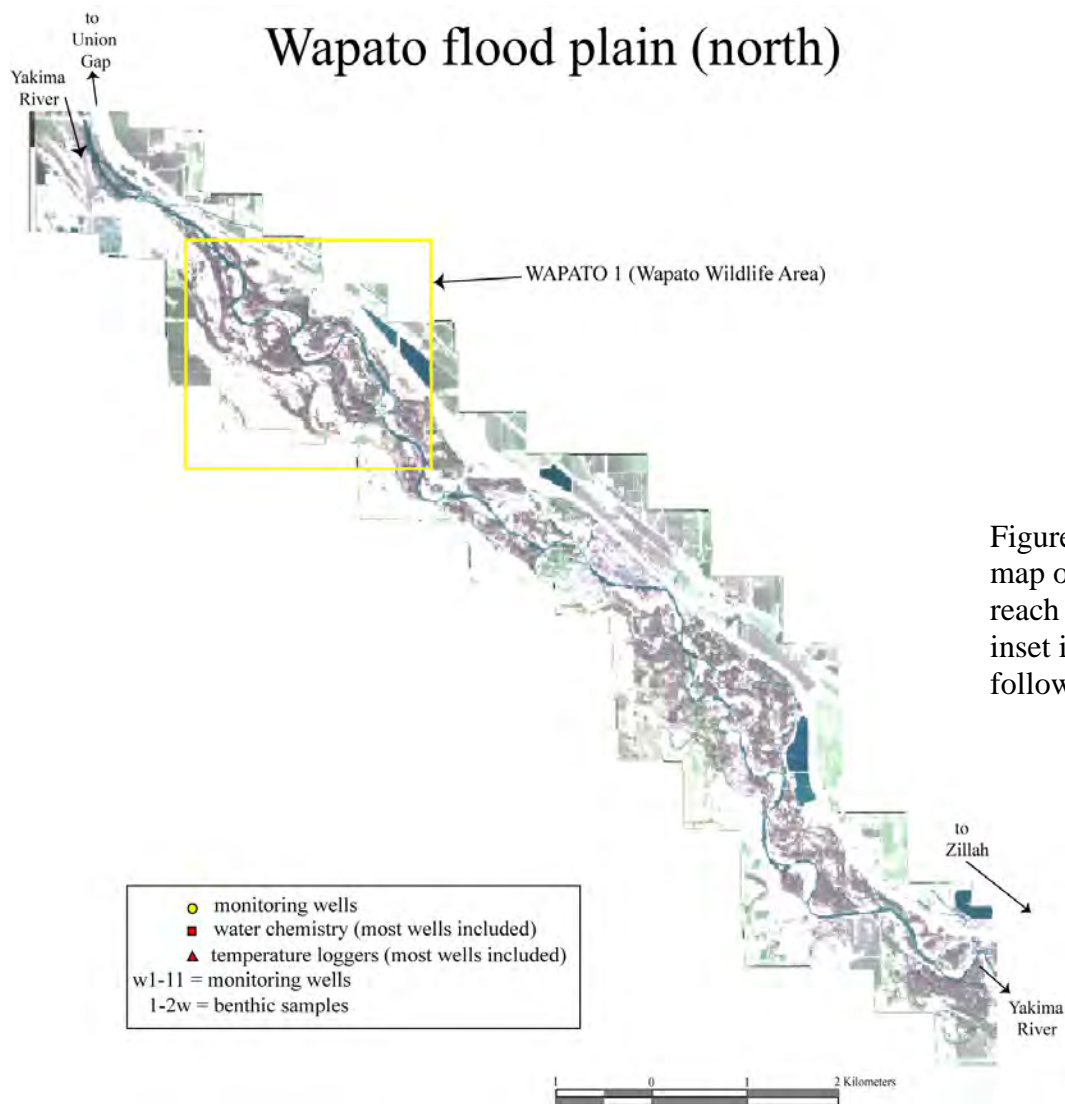 Wapato flood plain (north)
to
Union
Gap
Yakima
River
WAPATO 1 (Wapato Wildlife Area)
Figure
map o
reach
inset i
follow
to
Zillah
monitoring wells
water chemistry (most wells included)
temperature loggers (most wells included)
w1-11 = monitoring wells
1-2w = benthic samples
Yakima
River
1 0 1 2 Kilometers